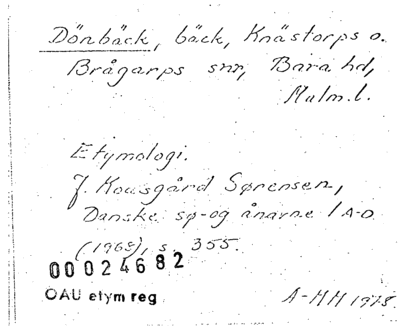 Dönbäck, bäck, Knästorps o.
Brågarps snr, Bara hd,
Malm.l.
Etymologi.
J. Kousgård Sørensen,
Danske sø- og ånavne I A-D
(1968), s. 355.
00024682
OAU etym reg
A-MH 1978.